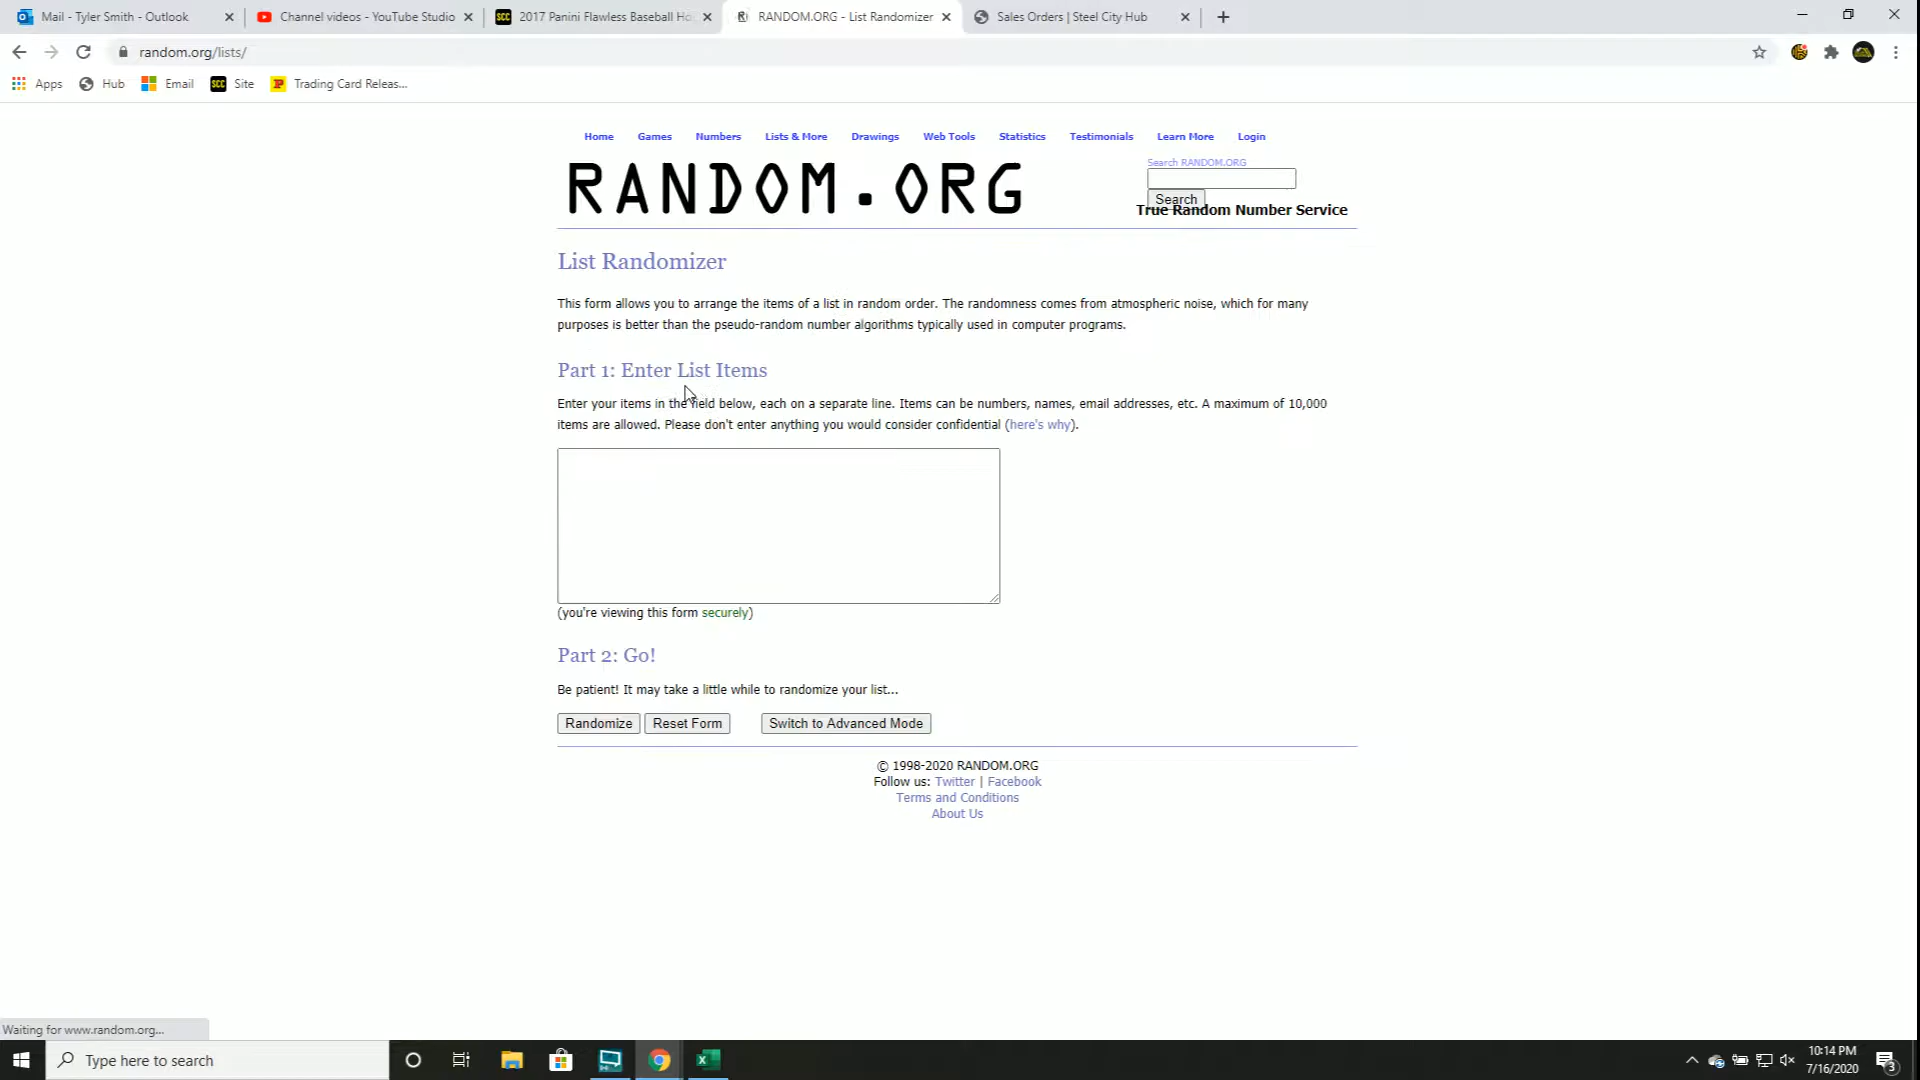 Mail - Tyler Smith - Outlook
Channel videos - YouTube Studio
SCC 2017 Panini Flawless Baseball Ho
RANDOM.ORG - List Randomizer
Sales Orders | Steel City Hub
random.org/lists/
Apps Hub Email SCC Site Trading Card Releas...
Home Games Numbers Lists & More Drawings Web Tools Statistics Testimonials Learn More Login
RANDOM.ORG
Search RANDOM.ORG
Search
True Random Number Service
List Randomizer
This form allows you to arrange the items of a list in random order. The randomness comes from atmospheric noise, which for many
purposes is better than the pseudo-random number algorithms typically used in computer programs.
Part 1: Enter List Items
Enter your items in the field below, each on a separate line. Items can be numbers, names, email addresses, etc. A maximum of 10,000
items are allowed. Please don't enter anything you would consider confidential (here's why).
(you're viewing this form securely)
Part 2: Go!
Be patient! It may take a little while to randomize your list...
Randomize Reset Form Switch to Advanced Mode
© 1998-2020 RANDOM.ORG
Follow us: Twitter | Facebook
Terms and Conditions
About Us
Waiting for www.random.org...
Type here to search
10:14 PM
7/16/2020
3